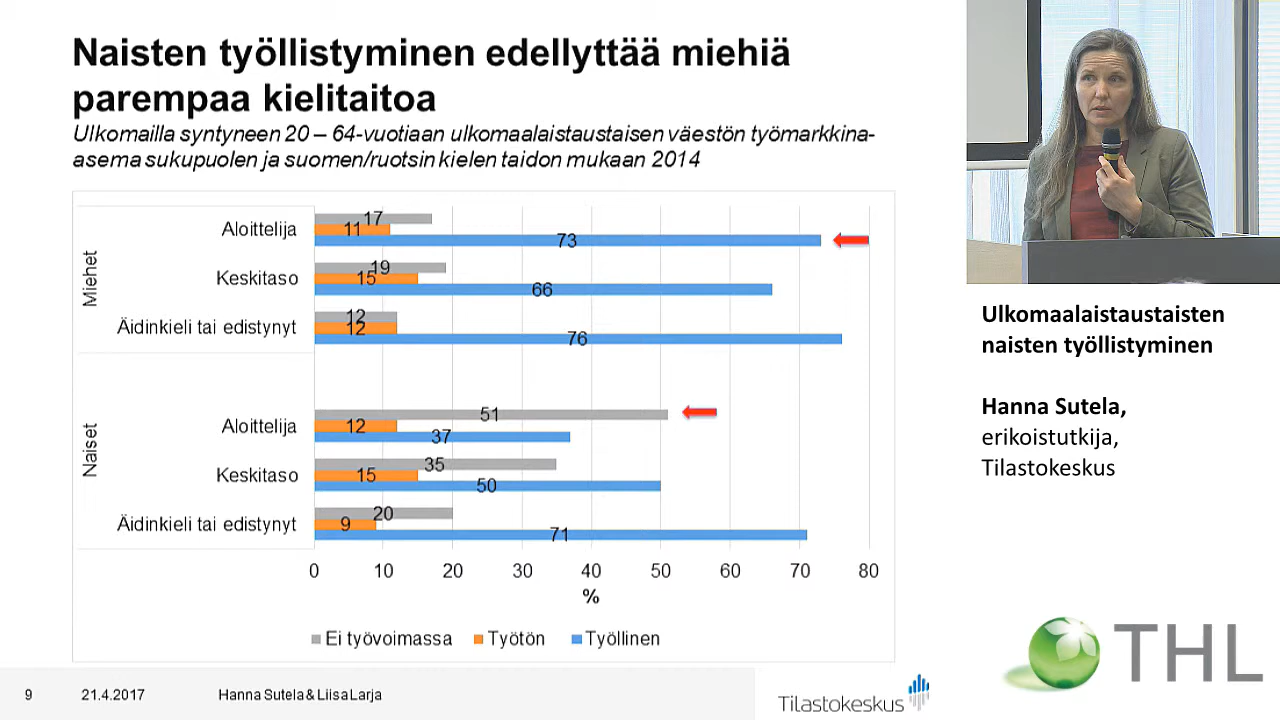 Naisten työllistyminen edellyttää miehiä
parempaa kielitaitoa
Ulkomailla syntyneen 20 – 64-vuotiaan ulkomaalaistaustaisen väestön työmarkkina-
asema sukupuolen ja suomen/ruotsin kielen taidon mukaan 2014
Miehet
Aloittelija
17
11
73
Keskitaso
19
15
66
Äidinkieli tai edistynyt
12
12
76
Naiset
Aloittelija
51
12
37
Keskitaso
35
15
50
Äidinkieli tai edistynyt
20
9
71
0 10 20 30 40 50 60 70 80
%
Ei työvoimassa Työtön Työllinen
9 21.4.2017 Hanna Sutela & Liisa Larja
Tilastokeskus
Ulkomaalaistaustaisten
naisten työllistyminen
Hanna Sutela,
erikoistutkija,
Tilastokeskus
THL